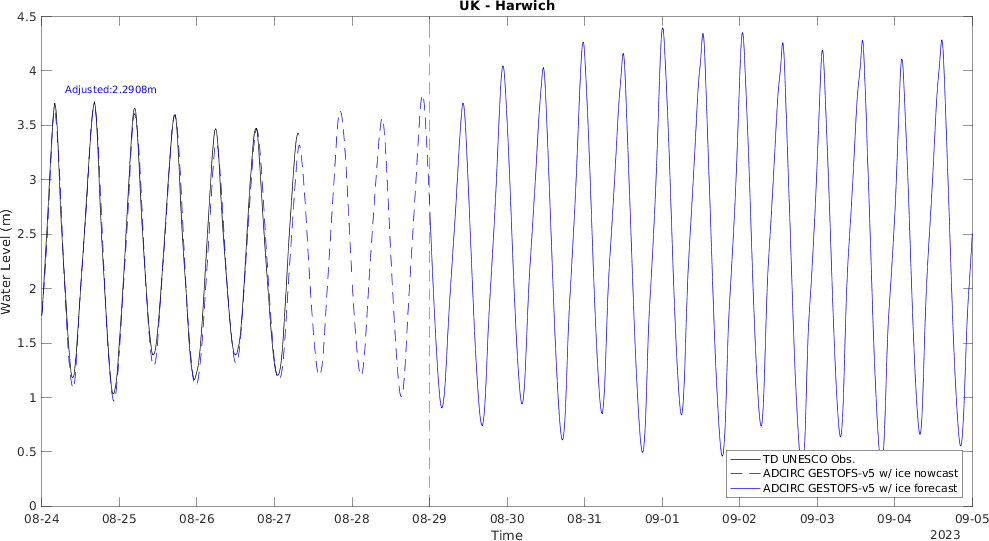 UK - Harwich
4.5
4
3.5
3
2.5
2
1.5
1
0.5
0
Water Level (m)
Adjusted:2.2908m
TD UNESCO Obs.
ADCIRC GESTOFS-v5 w/ ice nowcast
ADCIRC GESTOFS-v5 w/ ice forecast
08-24 08-25 08-26 08-27 08-28 08-29 08-30 08-31 09-01 09-02 09-03 09-04 09-05
Time
2023